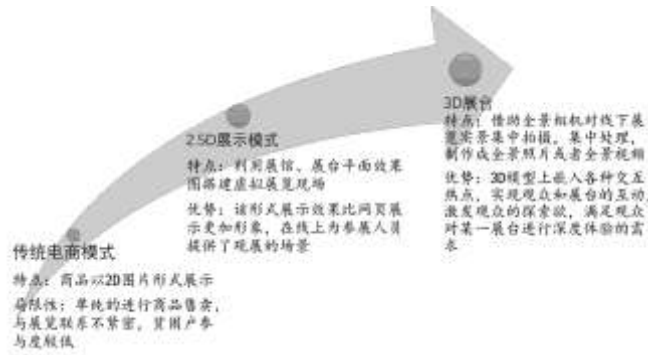 传统电商模式
特点：商品以2D图片形式展示
局限性：单纯的进行商品售卖，
与展览联系不紧密，贸用户参
与度较低
2.5D展示模式
特点：利用展馆、展台平面效果
图搭建虚拟展览现场
优势：该形式展示效果比网页展
示更加形象，在线上为参展人员
提供了观展的场景
3D展台
特点：借助全景相机对线下展
览实景集中拍摄，集中处理，
制作成全景照片或者全景视频
优势：3D模型上嵌入各种交互
热点，实现观众和展台的互动，
激发观众的探索欲，满足观众
对某一展台进行深度体验的需
求